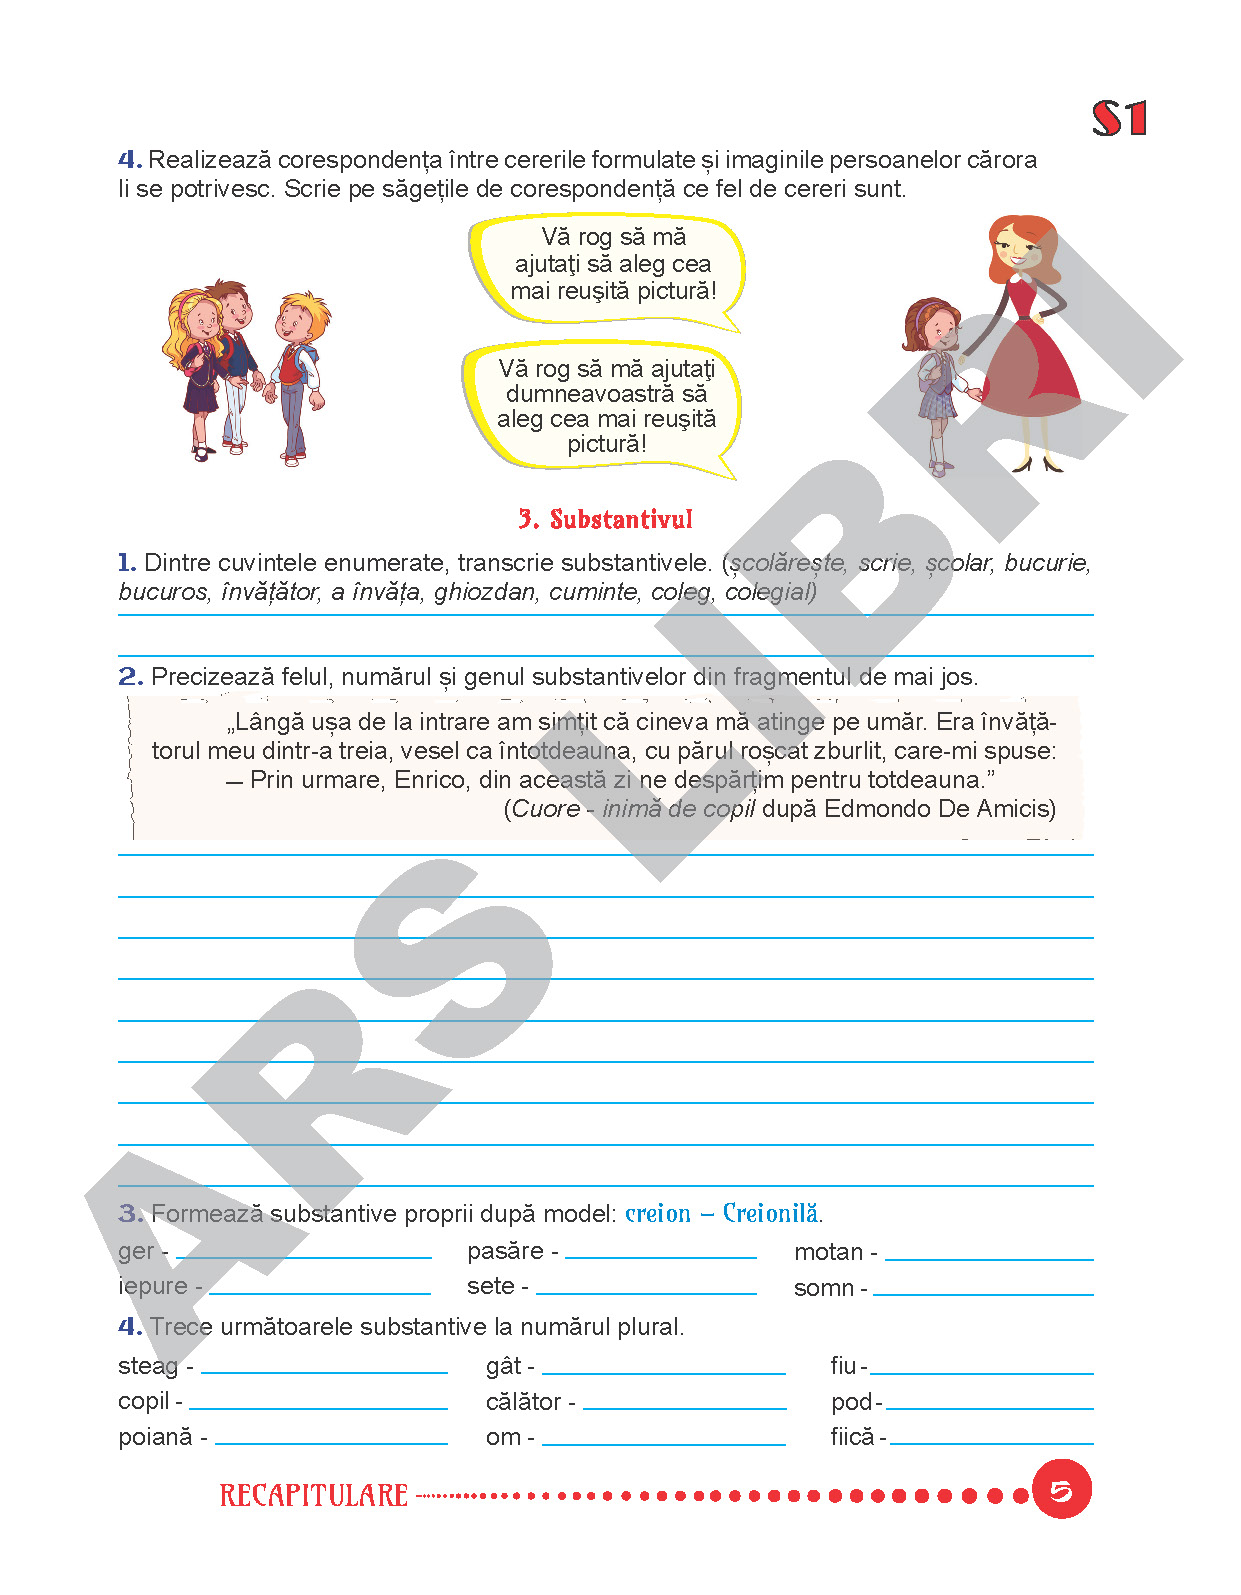 S1
4. Realizează corespondența între cererile formulate și imaginile persoanelor cărora
li se potrivesc. Scrie pe săgețile de corespondență ce fel de cereri sunt.
Vă rog să mă
ajutaţi să aleg cea
mai reuşită pictură!
Vă rog să mă ajutaţi
dumneavoastră să
aleg cea mai reuşită
pictură!
3. Substantivul
1. Dintre cuvintele enumerate, transcrie substantivele. (școlărește, scrie, școlar, bucurie,
bucuros, învățător, a învăța, ghiozdan, cuminte, coleg, colegial)
2. Precizează felul, numărul și genul substantivelor din fragmentul de mai jos.
„Lângă ușa de la intrare am simțit că cineva mă atinge pe umăr. Era învăță-
torul meu dintr-a treia, vesel ca întotdeauna, cu părul roșcat zburlit, care-mi spuse:
— Prin urmare, Enrico, din această zi ne despărțim pentru totdeauna.”
(Cuore - inimă de copil după Edmondo De Amicis)
3. Formează substantive proprii după model: creion – Creionilă.
ger - pasăre - motan -
iepure - sete - somn -
4. Trece următoarele substantive la numărul plural.
steag - gât - fiu -
copil - călător - pod -
poiană - om - fiică -
RECAPITULARE 5
ARS LIBRI